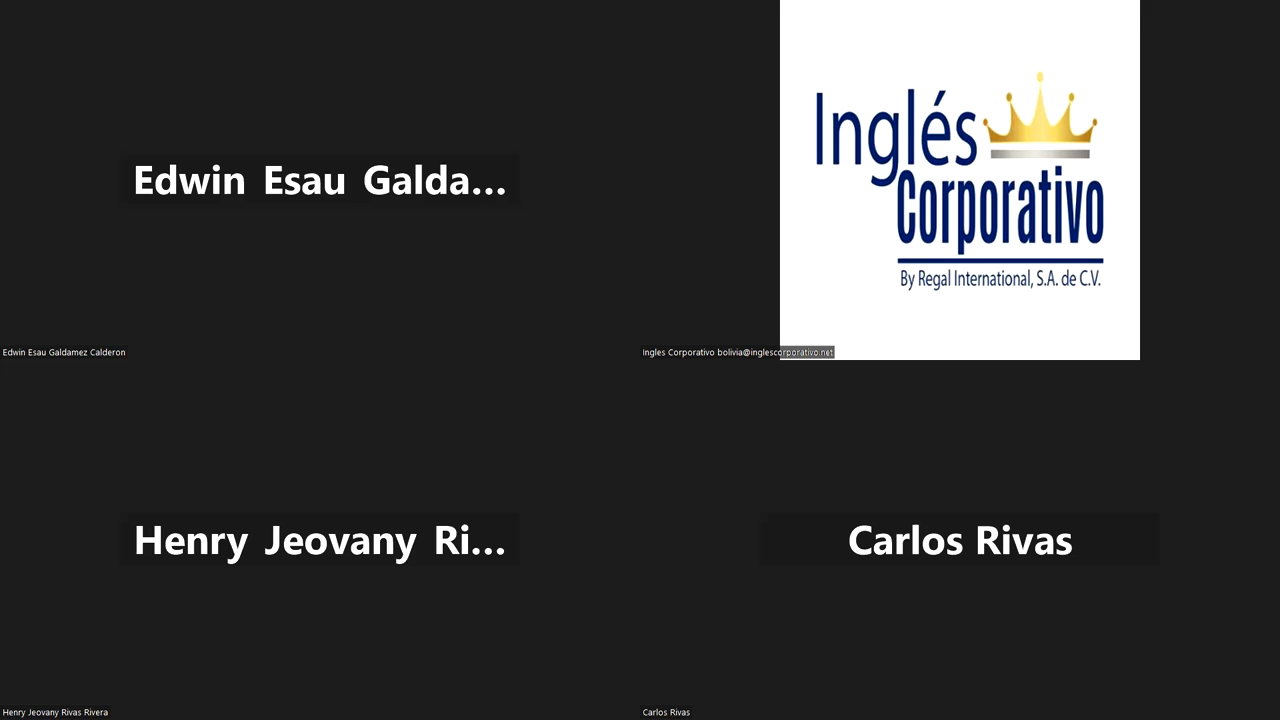 Edwin Esau Galda...
Edwin Esau Galdamez Calderon
Inglés
Corporativo
By Regal International, S.A. de C.V.
Ingles Corporativo bolivia@inglescorporativo.net
Henry Jeovany Ri...
Henry Jeovany Rivas Rivera
Carlos Rivas
Carlos Rivas